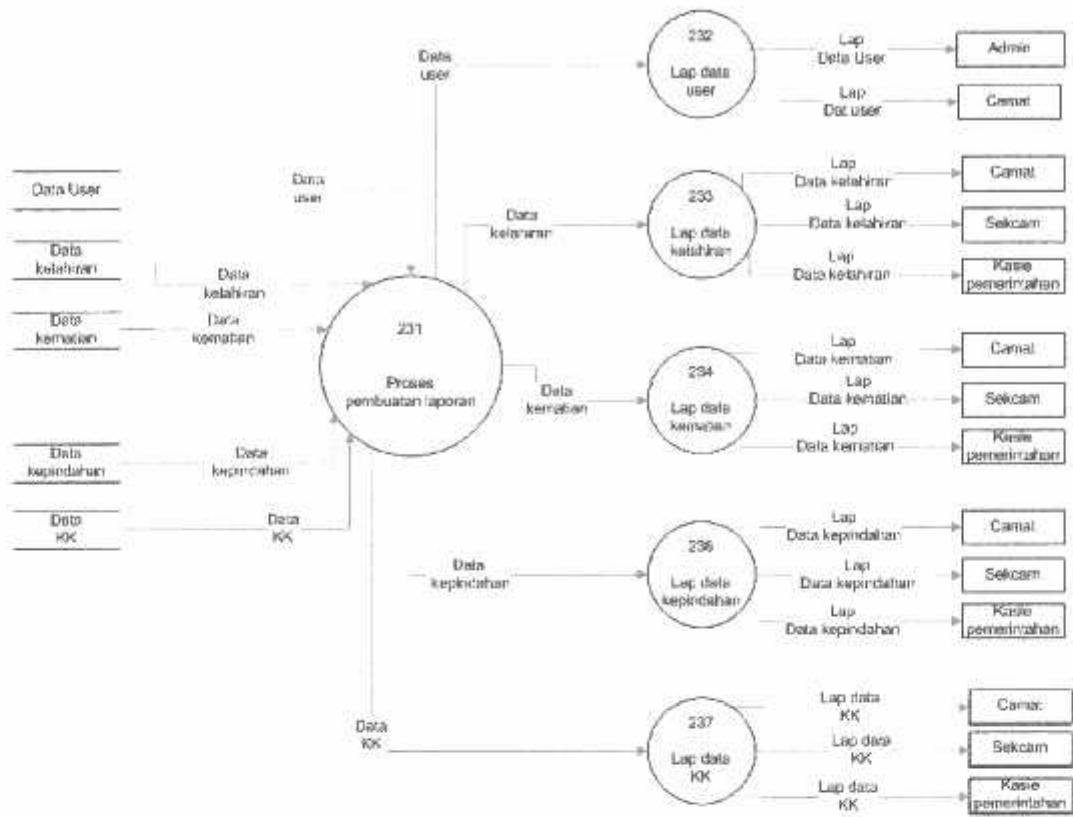 Data User
Data
kelahiran
Data
kematian
Data
kepindahan
Data
KK
Data
user
Data
kelahiran
Data
kematian
Data
kepindahan
Data
KK
231
Proses
pembuatan laporan
Data
user
Data
kelahiran
Data
kematian
Data
kepindahan
Data
KK
232
Lap data
user
Lap
Data User
Admin
Lap
Dat user
Camat
233
Lap data
kelahiran
Lap
Data kelahiran
Camat
Lap
Data kelahiran
Sekcam
Lap
Data kelahiran
Kasie
pemerintahan
234
Lap data
kematian
Lap
Data kematian
Camat
Lap
Data kematian
Sekcam
Lap
Data kematian
Kasie
pemerintahan
236
Lap data
kepindahan
Lap
Data kepindahan
Camat
Lap
Data kepindahan
Sekcam
Lap
Data kepindahan
Kasie
pemerintahan
237
Lap data
KK
Lap data
KK
Camat
Lap data
KK
Sekcam
Lap data
KK
Kasie
pemerintahan